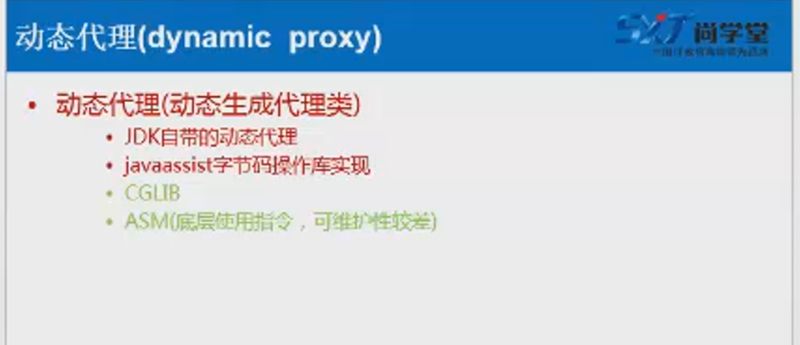 动态代理(dynamic proxy)
SXT 尚学堂
• 动态代理(动态生成代理类)
• JDK自带的动态代理
• javaassist字节码操作库实现
• CGLIB
• ASM(底层使用指令，可维护性较差)